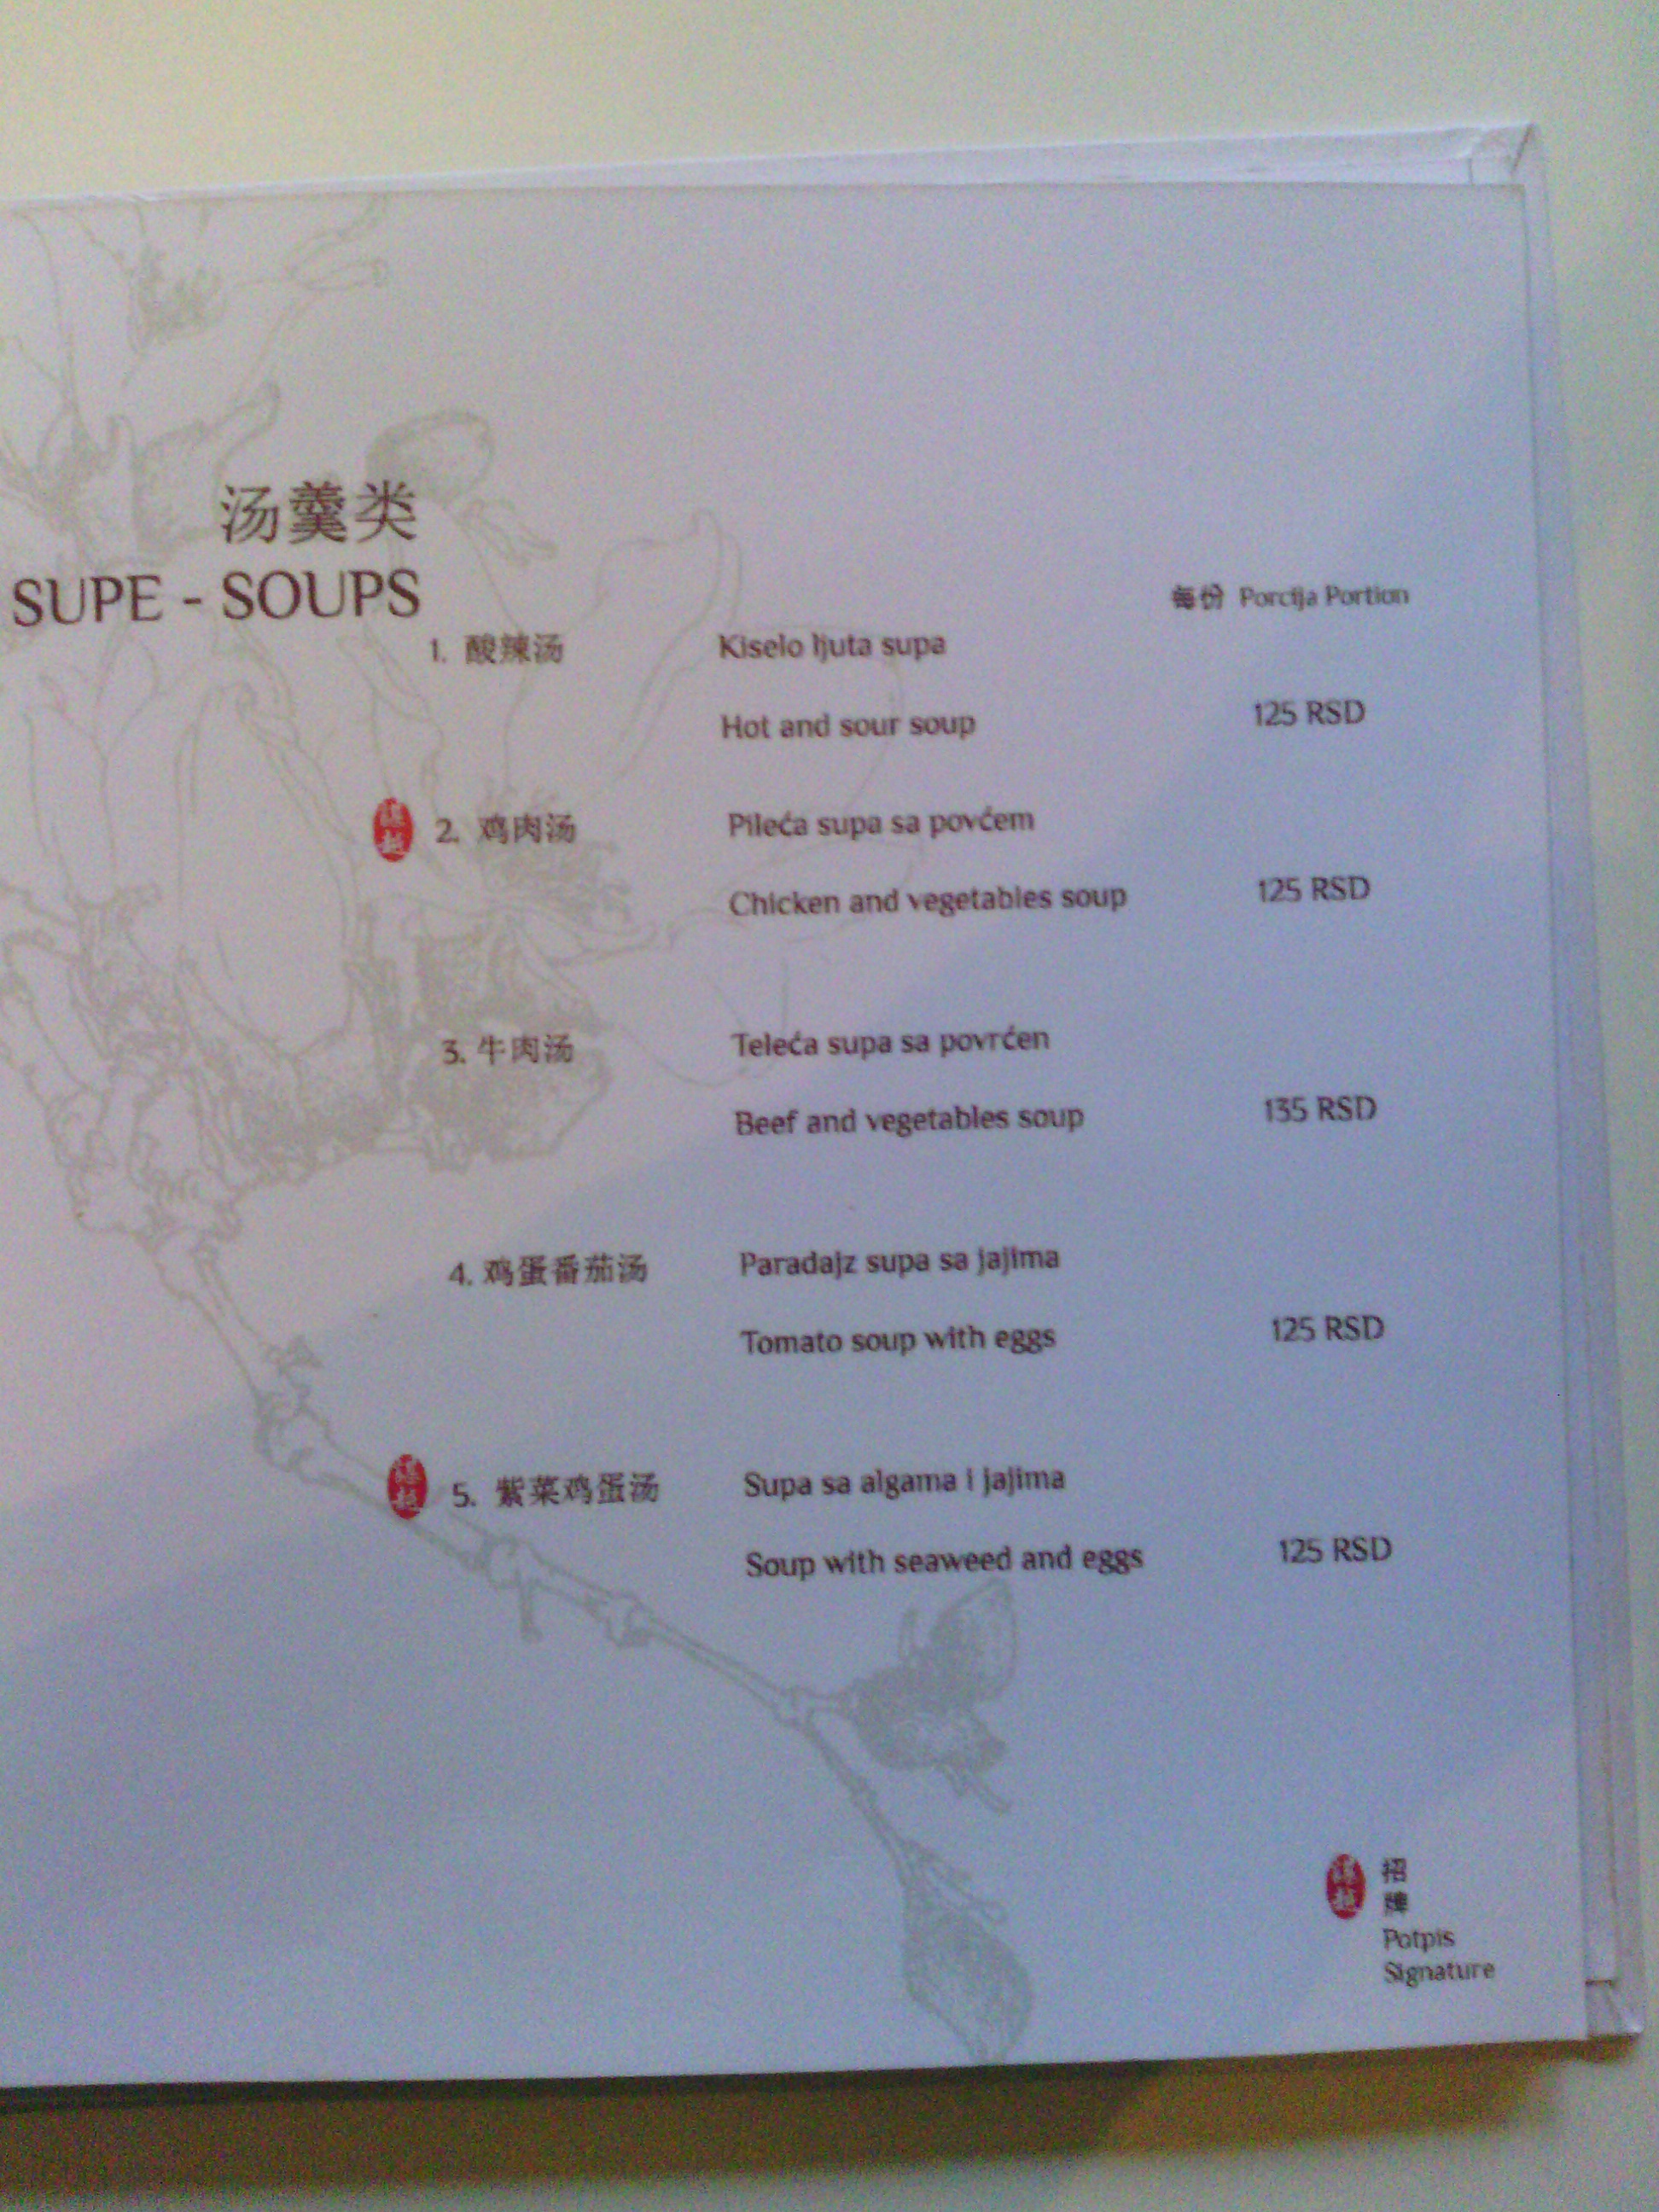 汤羹类
SUPE - SOUPS
每份 Porcija Portion
1. 酸辣汤 Kiselo ljuta supa
Hot and sour soup 125 RSD
2. 鸡肉汤 Pileća supa sa povćem
Chicken and vegetables soup 125 RSD
3. 牛肉汤 Teleća supa sa povrćen
Beef and vegetables soup 135 RSD
4. 鸡蛋番茄汤 Paradajz supa sa jajima
Tomato soup with eggs 125 RSD
5. 紫菜鸡蛋汤 Supa sa algama i jajima
Soup with seaweed and eggs 125 RSD
招
牌
Potpis
Signature